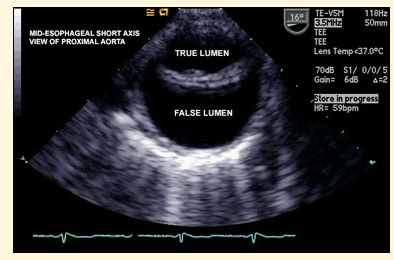 MID-ESOPHAGEAL SHORT AXIS
VIEW OF PROXIMAL AORTA
TRUE LUMEN
FALSE LUMEN
16°
TE-V5M 118Hz
3.5MHz 50mm
TEE
TEE
Lens Temp<37.0°C
70dB S1/ 0/0/5
Gain= 6dB Δ=2
Store in progress
HR= 59bpm